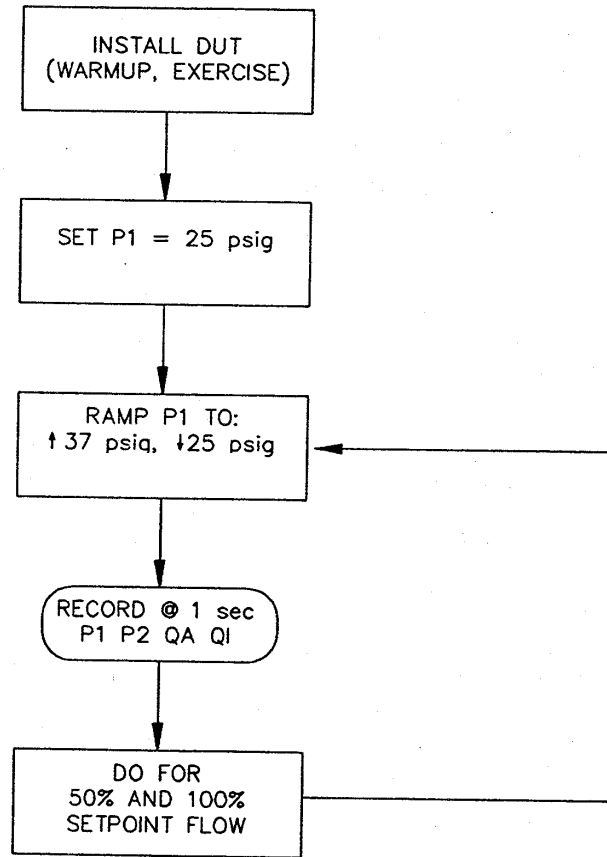 INSTALL DUT
(WARMUP, EXERCISE)
SET P1 = 25 psig
RAMP P1 TO:
↑37 psig, ↓25 psig
RECORD @ 1 sec
P1 P2 QA QI
DO FOR
50% AND 100%
SETPOINT FLOW